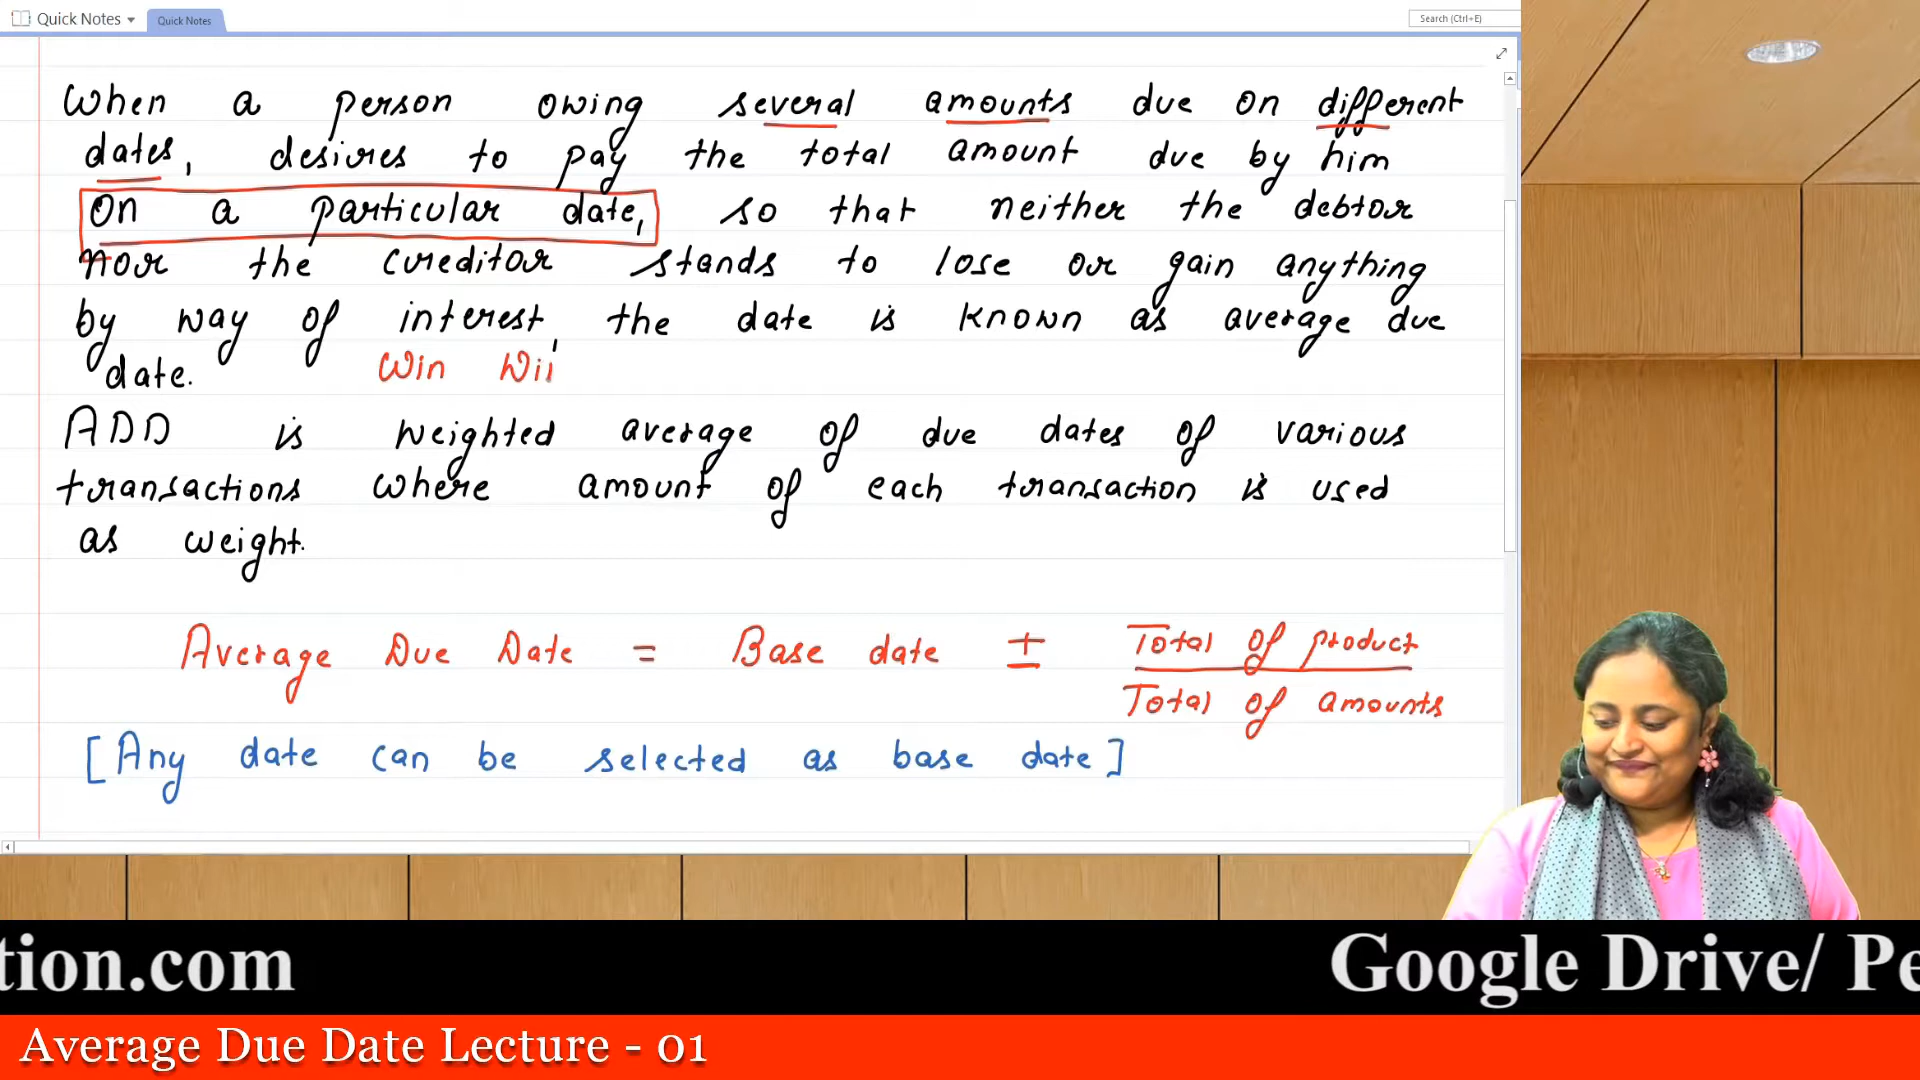 Quick Notes
Quick Notes
Search (Ctrl+E)
When a person owing several amounts due on different
dates, desires to pay the total amount due by him
On a particular date, so that neither the debtor
nor the creditor stands to lose or gain anything
by way of interest, the date is known as average due
date. Win Wii
ADD is weighted average of due dates of various
transactions where amount of each transaction is used
as weight.
Average Due Date = Base date ± Total of product
Total of amounts
[Any date can be selected as base date]
tion.com Google Drive/ Pe
Average Due Date Lecture - 01